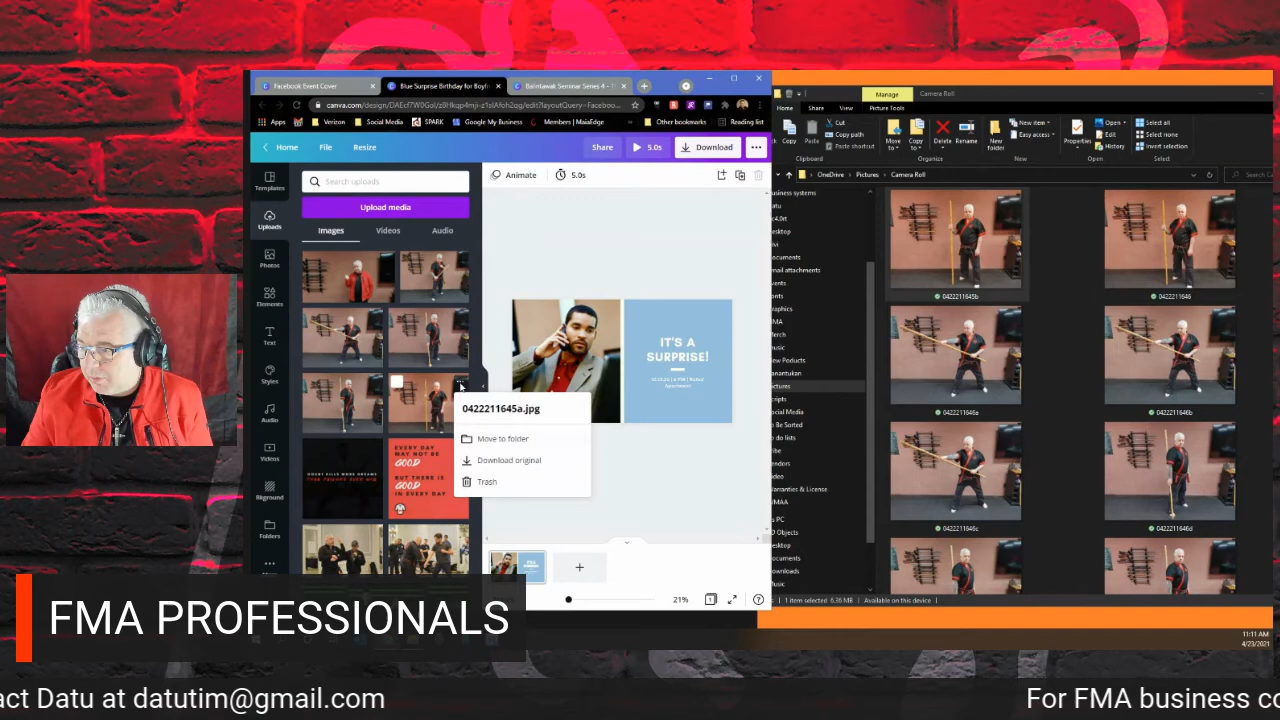 Facebook Event Cover
Blue Surprise Birthday for Boyfr
Balintawak Seminar Series 4 - 1
Apps
Verizon
Social Media
SPARK
Google My Business
Members | MaiaEdge
Other bookmarks
Reading list
Home
File
Resize
Share
5.0s
Download
Templates
Uploads
Photos
Elements
Text
Styles
Audio
Videos
Bkground
Folders
Search uploads
Upload media
Images
Videos
Audio
Animate
5.0s
0422211645a.jpg
Move to folder
Download original
Trash
EVERY DAY
MAY NOT BE
GOOD
BUT THERE IS
GOOD
IN EVERY DAY
IT'S A
SURPRISE!
21%
Manage
Camera Roll
Home
Share
View
Picture Tools
Copy
Paste
Cut
Copy path
Paste shortcut
Clipboard
Move to
Copy to
Delete
Rename
Organize
New folder
New item
Easy access
New
Properties
Open
Edit
History
Open
Select all
Select none
Invert selection
Select
OneDrive
Pictures
Camera Roll
0422211645b
0422211646
0422211646a
0422211646b
0422211646c
0422211646d
1 item selected 6.36 MB
Available on this device
11:11 AM
4/23/2021
FMA PROFESSIONALS
act Datu at datutim@gmail.com
For FMA business co